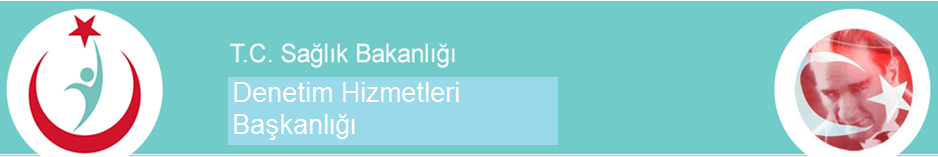 T.C. Sağlık Bakanlığı
Denetim Hizmetleri
Başkanlığı